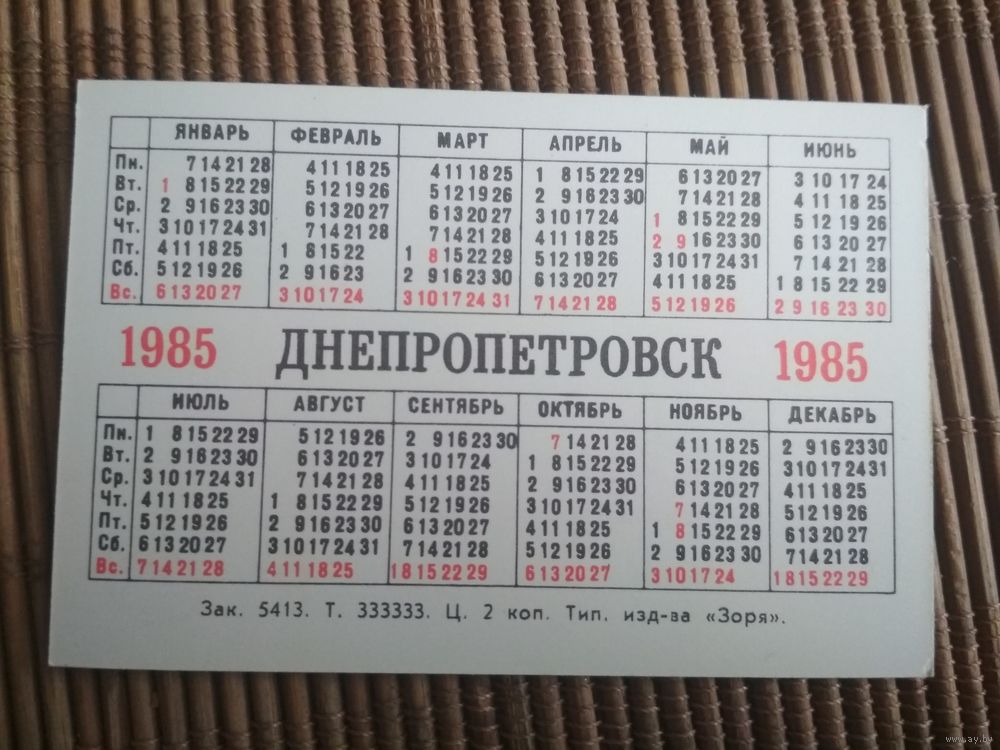 ЯНВАРЬ ФЕВРАЛЬ МАРТ АПРЕЛЬ МАЙ ИЮНЬ
Пн. 7 14 21 28 4 11 18 25 4 11 18 25 1 8 15 22 29 6 13 20 27 3 10 17 24
Вт. 1 8 15 22 29 5 12 19 26 5 12 19 26 2 9 16 23 30 7 14 21 28 4 11 18 25
Ср. 2 9 16 23 30 6 13 20 27 6 13 20 27 3 10 17 24 1 8 15 22 29 5 12 19 26
Чт. 3 10 17 24 31 7 14 21 28 7 14 21 28 4 11 18 25 2 9 16 23 30 6 13 20 27
Пт. 4 11 18 25 1 8 15 22 1 8 15 22 29 5 12 19 26 3 10 17 24 31 7 14 21 28
Сб. 5 12 19 26 2 9 16 23 2 9 16 23 30 6 13 20 27 4 11 18 25 1 8 15 22 29
Вс. 6 13 20 27 3 10 17 24 3 10 17 24 31 7 14 21 28 5 12 19 26 2 9 16 23 30
1985 ДНЕПРОПЕТРОВСК 1985
ИЮЛЬ АВГУСТ СЕНТЯБРЬ ОКТЯБРЬ НОЯБРЬ ДЕКАБРЬ
Пн. 1 8 15 22 29 5 12 19 26 2 9 16 23 30 7 14 21 28 4 11 18 25 2 9 16 23 30
Вт. 2 9 16 23 30 6 13 20 27 3 10 17 24 1 8 15 22 29 5 12 19 26 3 10 17 24 31
Ср. 3 10 17 24 31 7 14 21 28 4 11 18 25 2 9 16 23 30 6 13 20 27 4 11 18 25
Чт. 4 11 18 25 1 8 15 22 29 5 12 19 26 3 10 17 24 31 7 14 21 28 5 12 19 26
Пт. 5 12 19 26 2 9 16 23 30 6 13 20 27 4 11 18 25 1 8 15 22 29 6 13 20 27
Сб. 6 13 20 27 3 10 17 24 31 7 14 21 28 5 12 19 26 2 9 16 23 30 7 14 21 28
Вс. 7 14 21 28 4 11 18 25 1 8 15 22 29 6 13 20 27 3 10 17 24 1 8 15 22 29
Зак. 5413. Т. 333333. Ц. 2 коп. Тип. изд-ва «Зоря».
www.ay.by